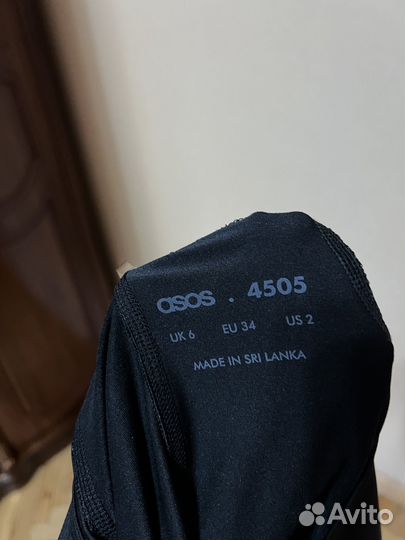 asos . 4505
UK 6 EU 34 US 2
MADE IN SRI LANKA
Avito